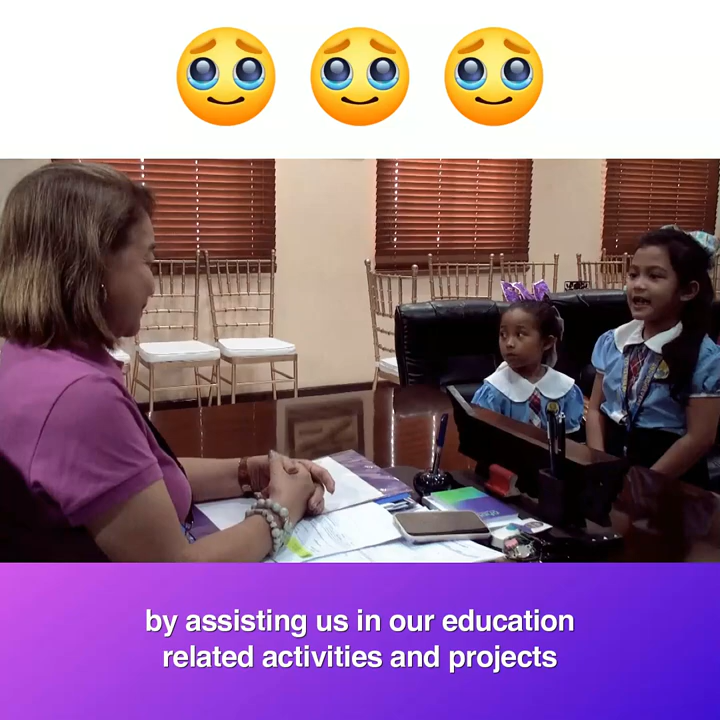 by assisting us in our education
related activities and projects